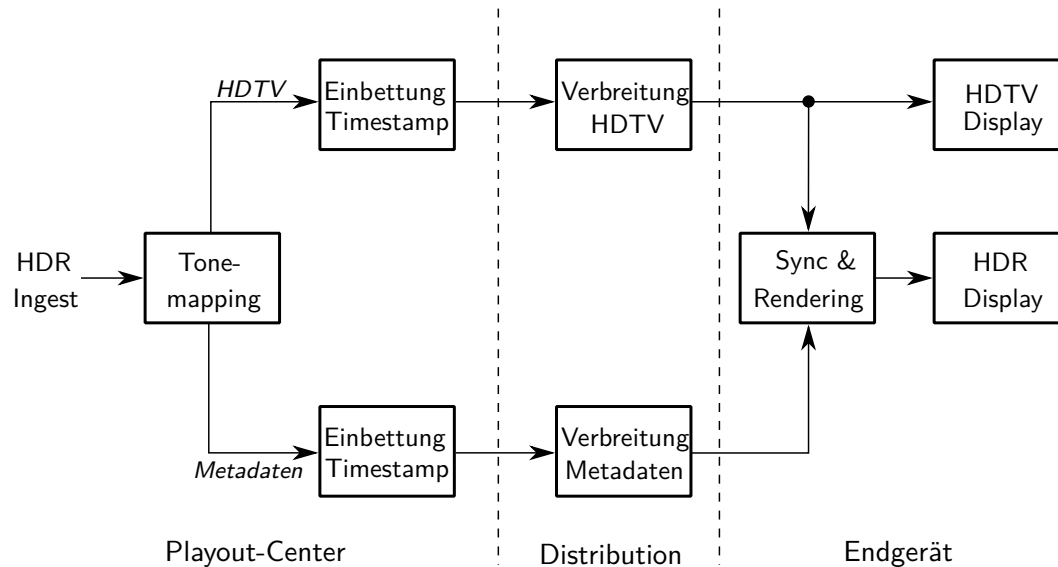 HDTV
Einbettung
Timestamp
Verbreitung
HDTV
HDTV
Display
HDR
Ingest
Tone-
mapping
Sync &
Rendering
HDR
Display
Metadaten
Einbettung
Timestamp
Verbreitung
Metadaten
Playout-Center
Distribution
Endgerät